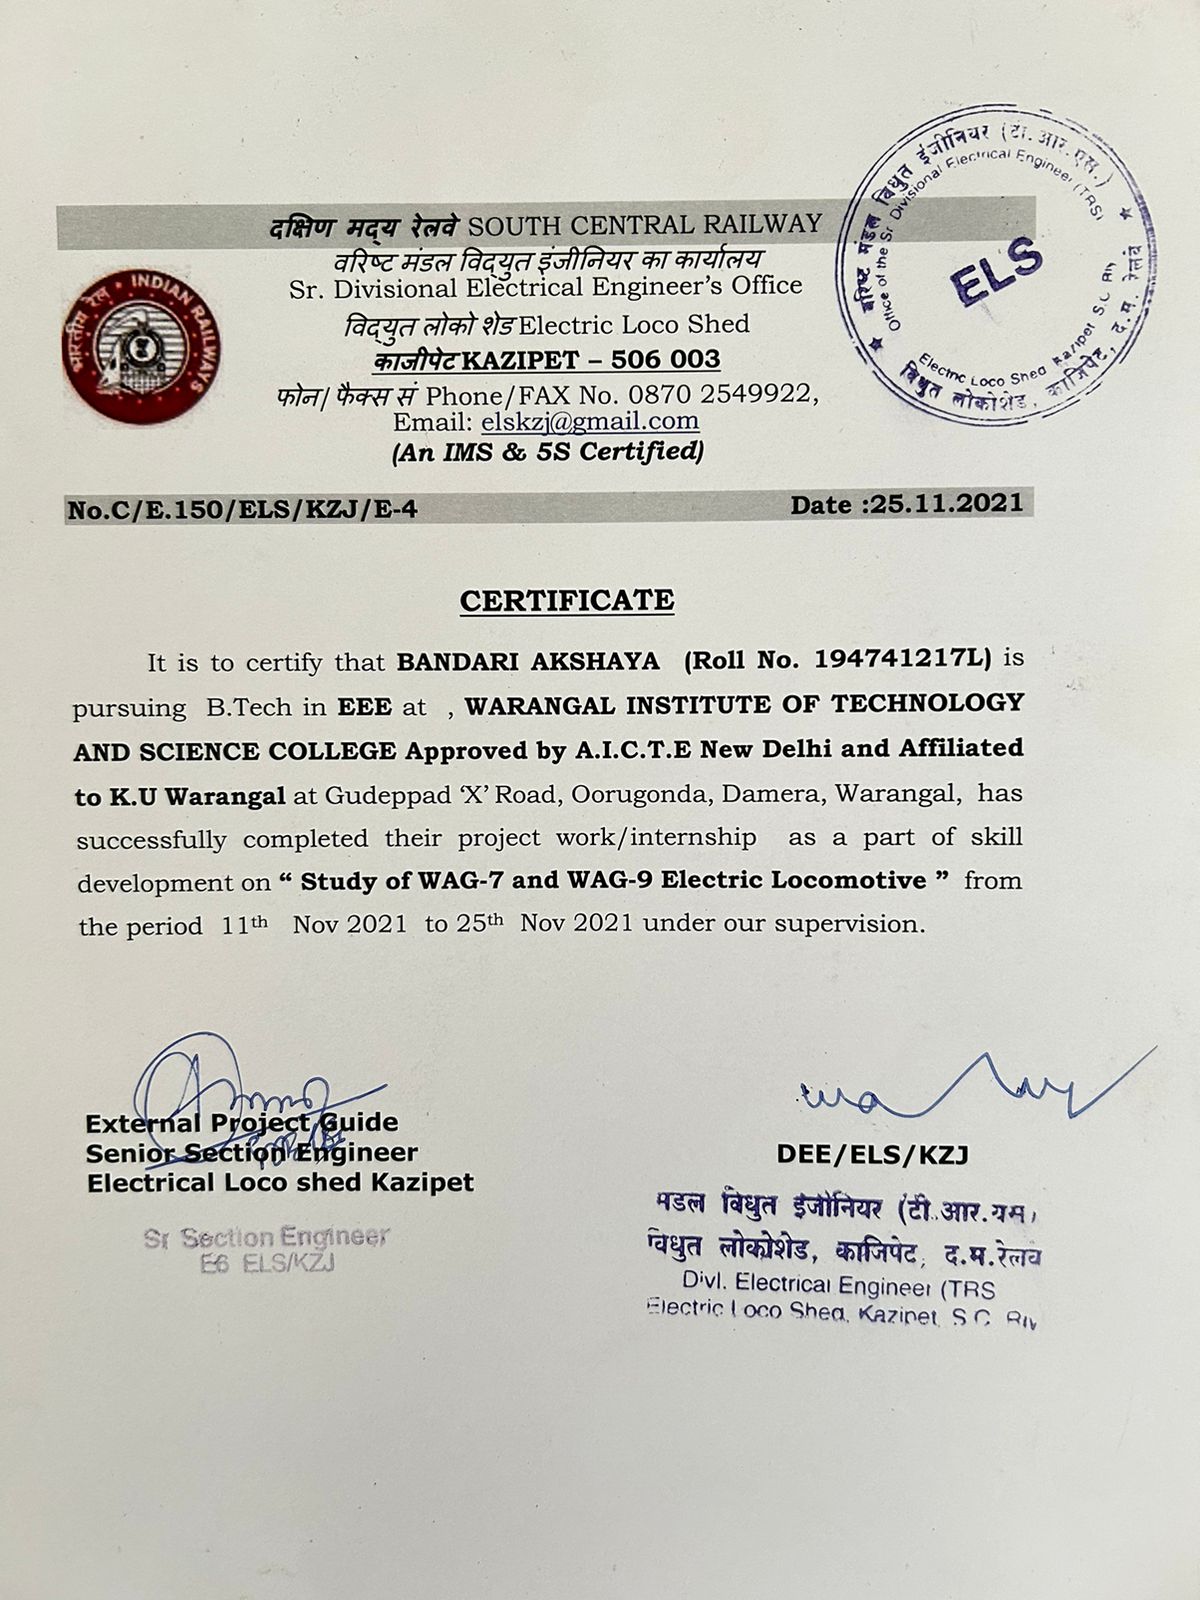 दक्षिण मद्य रेलवे SOUTH CENTRAL RAILWAY
वरिष्ट मंडल विद्युत इंजीनियर का कार्यालय
Sr. Divisional Electrical Engineer's Office
विद्युत लोको शेड Electric Loco Shed
काजीपेट KAZIPET – 506 003
फोन/ फैक्स सं Phone/FAX No. 0870 2549922,
Email: elskzj@gmail.com
(An IMS & 5S Certified)
भारतीय रेल • INDIAN RAILWAYS
वरिष्ट मंडल विधुत इंजीनियर (टी.आर.एस.)
Office of the Sr. Divisional Electrical Engineer (TRS)
ELS
Electric Loco Shed Kazipet S.C.
विधुत लोकोशेड, काजिपेट, द.म.रेलवे
No.C/E.150/ELS/KZJ/E-4 Date :25.11.2021
CERTIFICATE
It is to certify that BANDARI AKSHAYA (Roll No. 194741217L) is
pursuing B.Tech in EEE at , WARANGAL INSTITUTE OF TECHNOLOGY
AND SCIENCE COLLEGE Approved by A.I.C.T.E New Delhi and Affiliated
to K.U Warangal at Gudeppad ‘X’ Road, Oorugonda, Damera, Warangal, has
successfully completed their project work/internship as a part of skill
development on “ Study of WAG-7 and WAG-9 Electric Locomotive ” from
the period 11th Nov 2021 to 25th Nov 2021 under our supervision.
External Project Guide
Senior Section Engineer
Electrical Loco shed Kazipet
Sr Section Engineer
E6 ELS/KZJ
DEE/ELS/KZJ
मडल विधुत इंजीनियर (टी.आर.
विधुत लोकोशेड, काजिपेट, द.म.रेलव
Divl. Electrical Engineer (TRS
Electric Loco Shed, Kazipet, S.C.